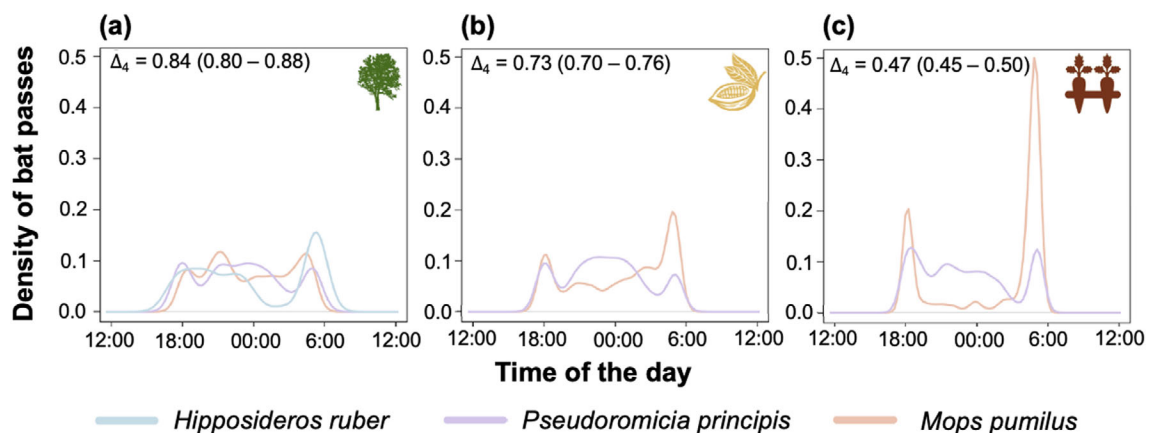 (a) (b) (c)
Density of bat passes
0.5 0.4 0.3 0.2 0.1 0.0
Δ4 = 0.84 (0.80 – 0.88)
12:00 18:00 00:00 6:00 12:00
0.5 0.4 0.3 0.2 0.1 0.0
Δ4 = 0.73 (0.70 – 0.76)
12:00 18:00 00:00 6:00 12:00
0.5 0.4 0.3 0.2 0.1 0.0
Δ4 = 0.47 (0.45 – 0.50)
12:00 18:00 00:00 6:00 12:00
Time of the day
Hipposideros ruber Pseudoromicia principis Mops pumilus